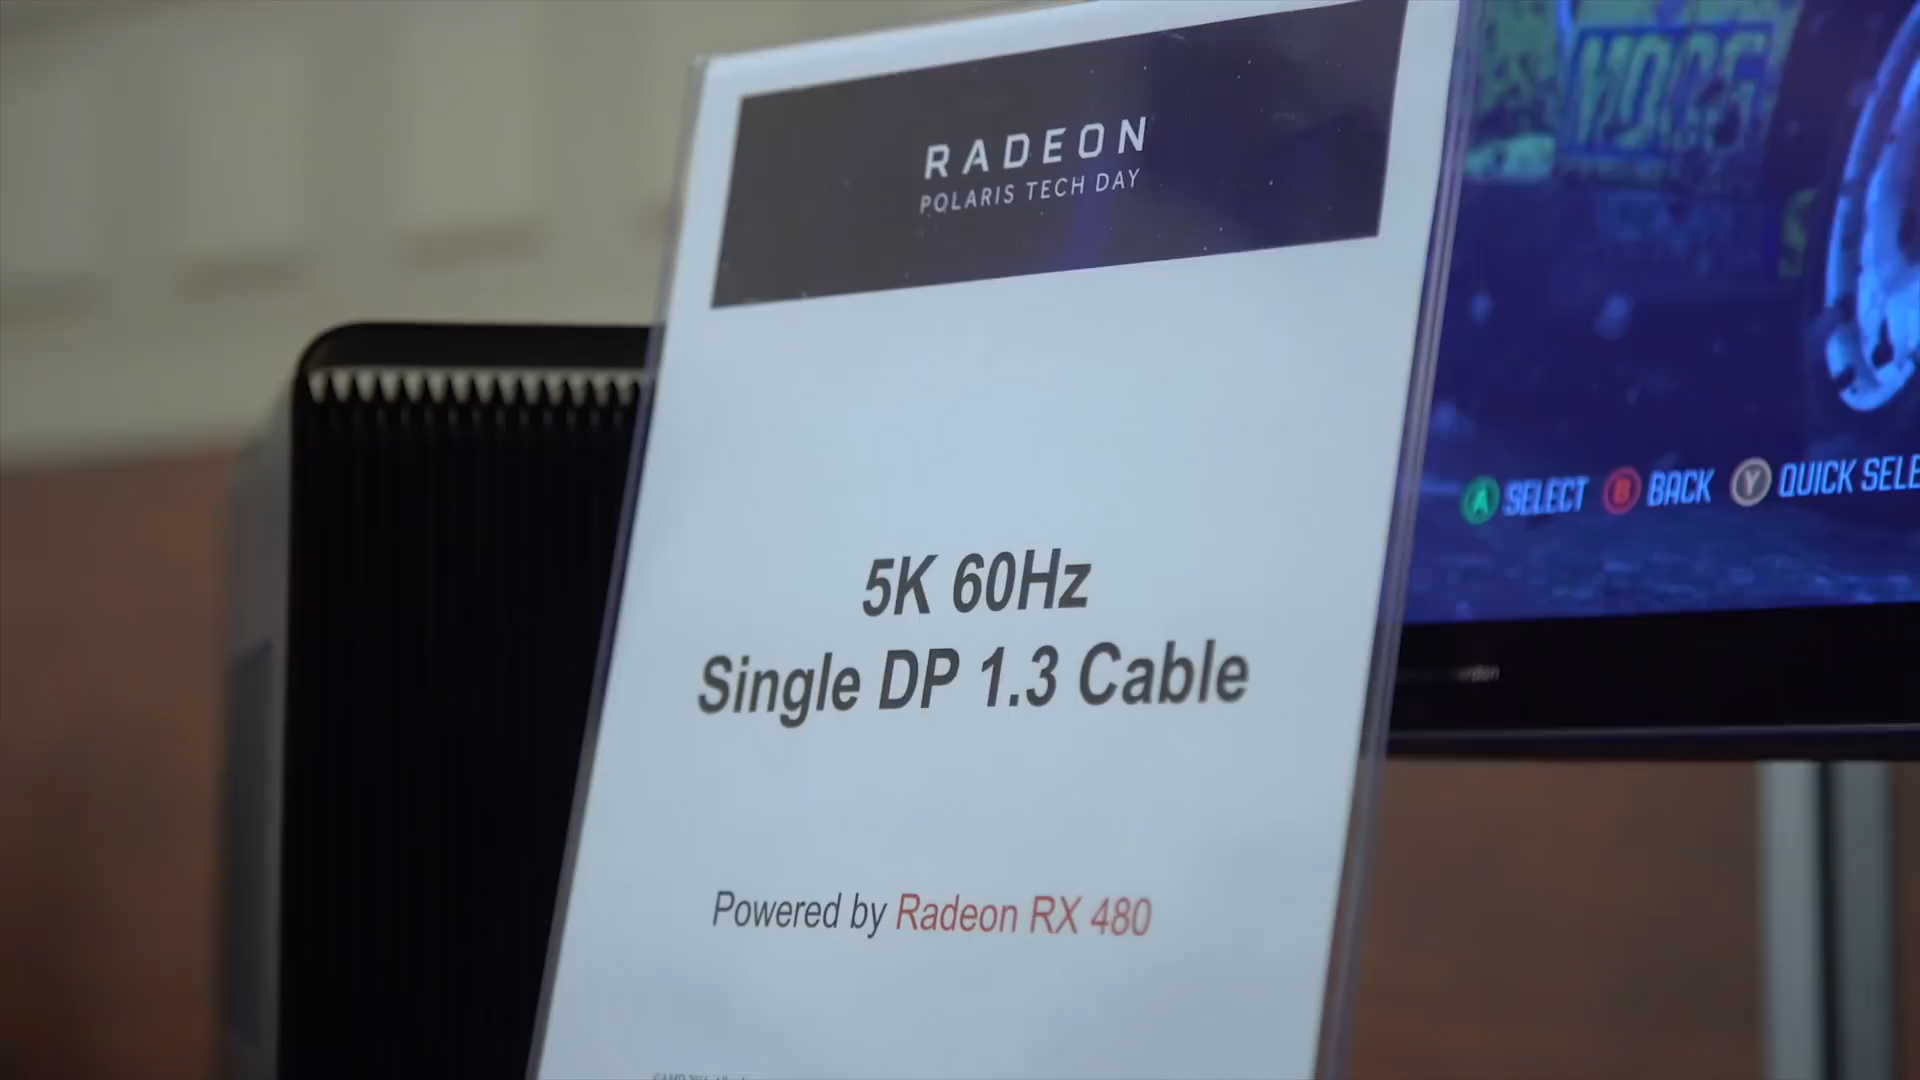 RADEON
POLARIS TECH DAY
5K 60Hz
Single DP 1.3 Cable
Powered by Radeon RX 480
A SELECT B BACK Y QUICK SELE